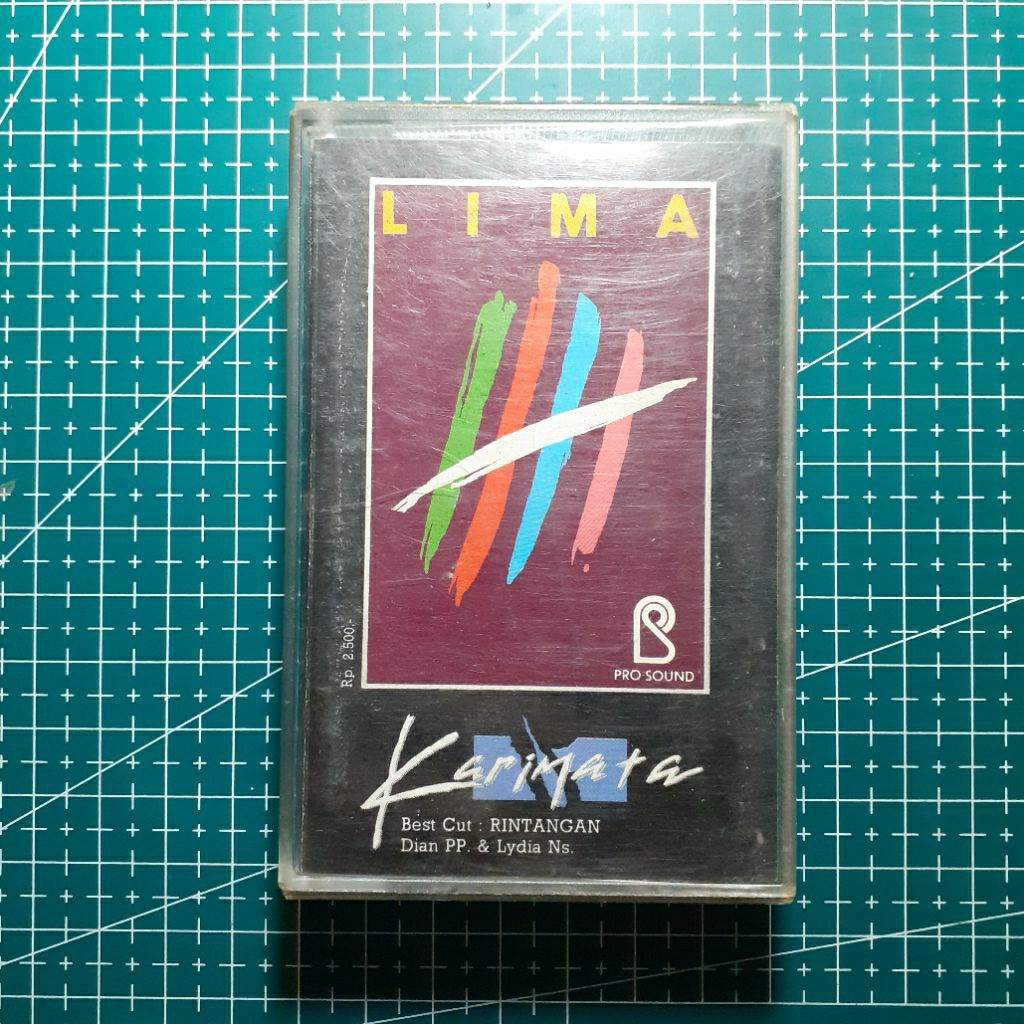 LIMA
Rp. 2.500,-
PRO·SOUND
Karimata
Best Cut : RINTANGAN
Dian PP. & Lydia Ns.